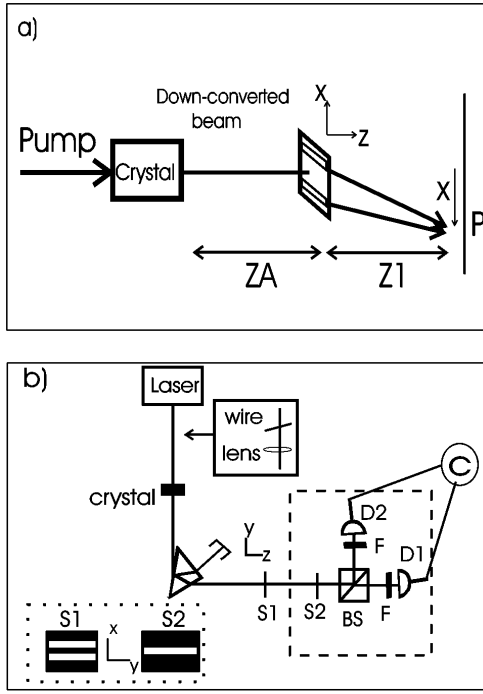 a)
Down-converted
beam
X
Z
Pump
Crystal
X
P
ZA
Z1
b)
Laser
wire
lens
crystal
C
D2
F
D1
y
z
S1
S2
BS
F
S1
S2
x
y